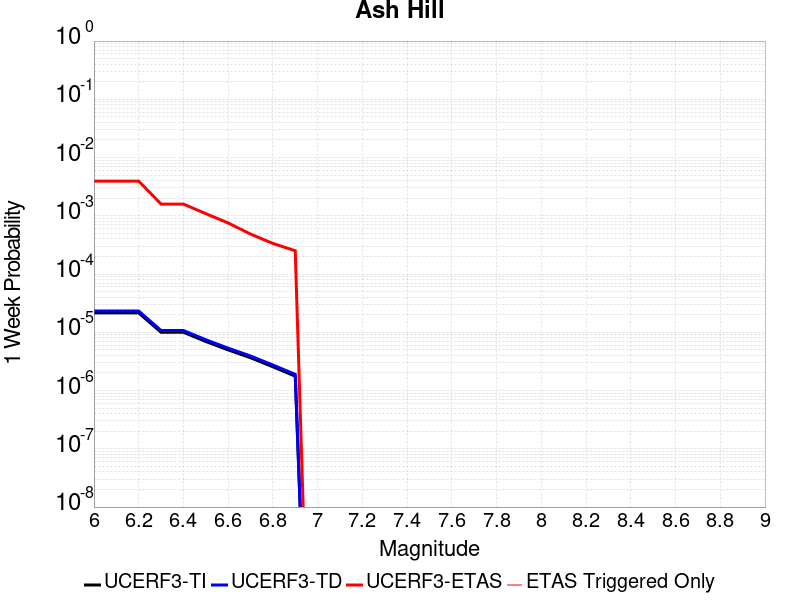 Ash Hill
10^0
10^-1
10^-2
10^-3
10^-4
10^-5
10^-6
10^-7
10^-8
1 Week Probability
6 6.2 6.4 6.6 6.8 7 7.2 7.4 7.6 7.8 8 8.2 8.4 8.6 8.8 9
Magnitude
UCERF3-TI UCERF3-TD UCERF3-ETAS ETAS Triggered Only